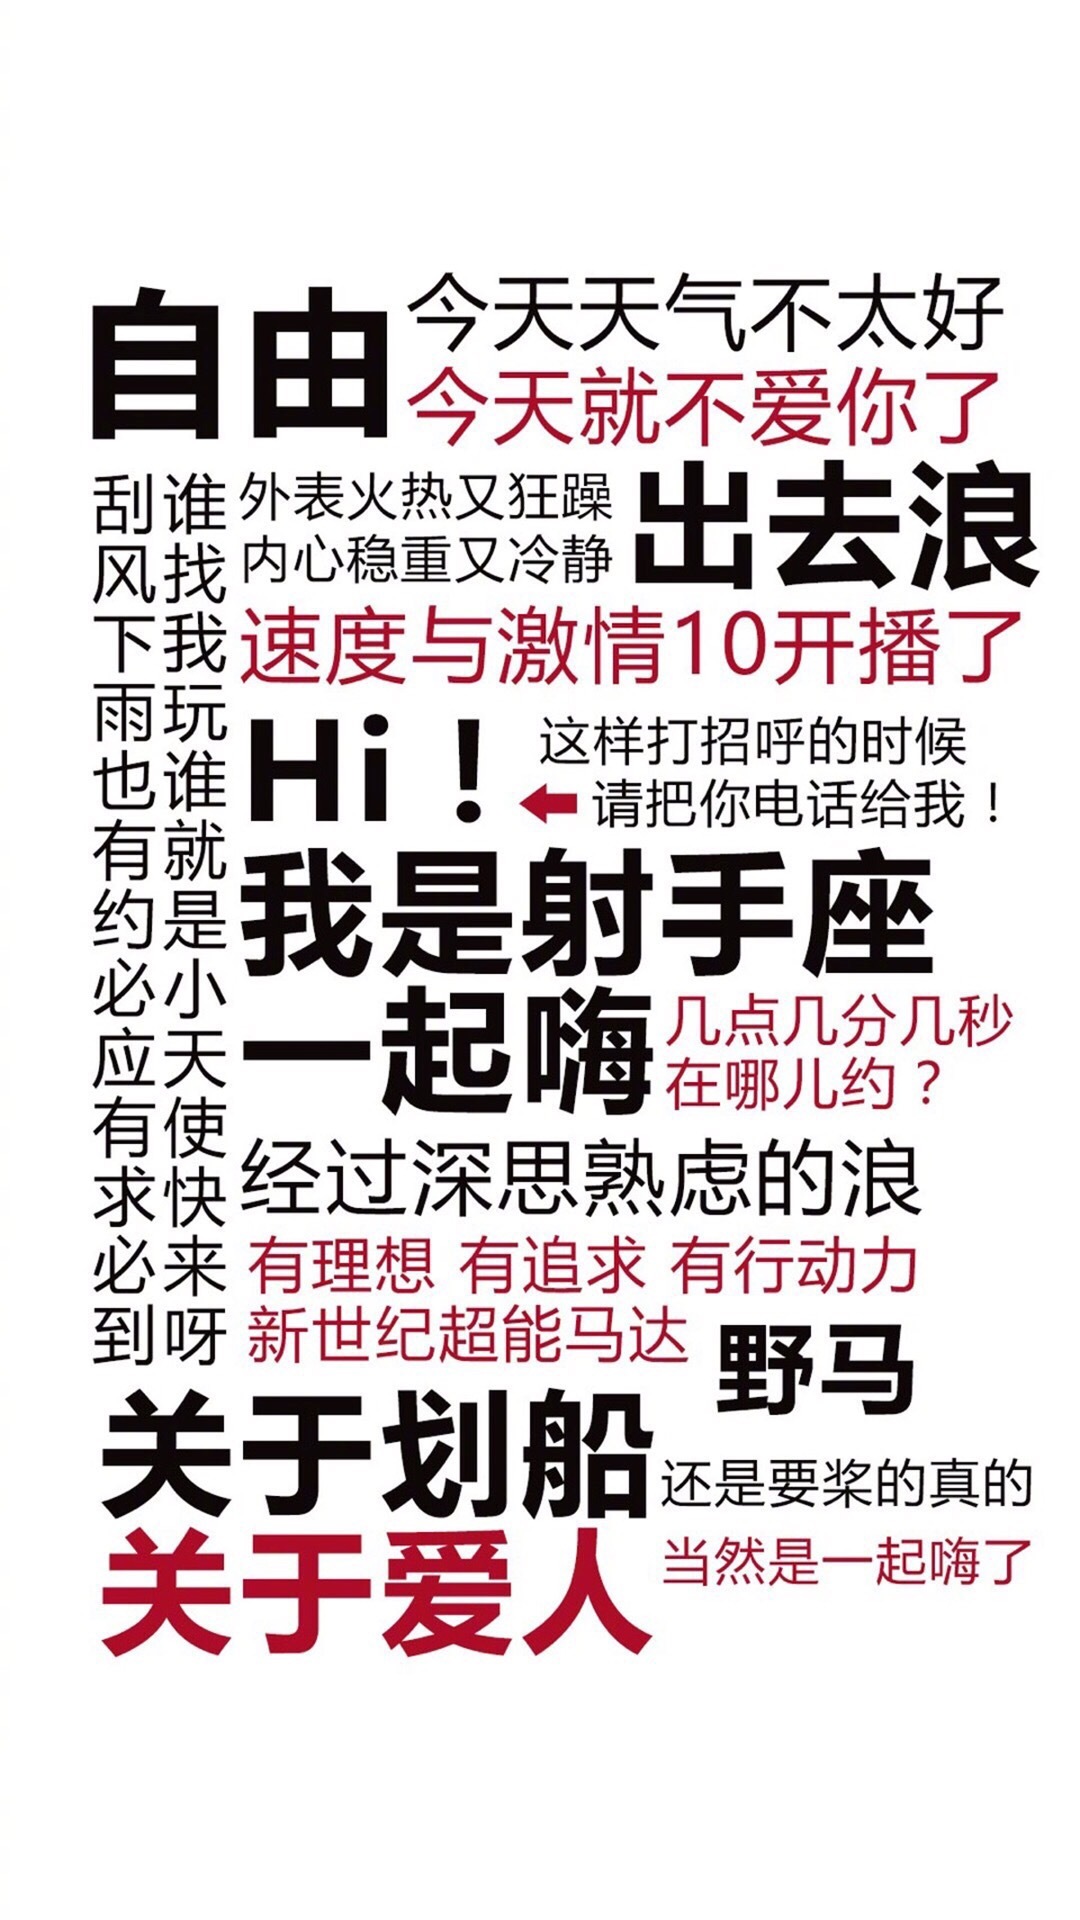 自由
今天天气不太好
今天就不爱你了
谁找我玩谁就是小天使快来呀
刮风下雨也有约必应有求必到
外表火热又狂躁
内心稳重又冷静
出去浪
速度与激情10开播了
Hi！
这样打招呼的时候
请把你电话给我！
我是射手座
一起嗨
几点几分几秒
在哪儿约？
经过深思熟虑的浪
有理想 有追求 有行动力
新世纪超能马达
野马
关于划船
还是要桨的真的
关于爱人
当然是一起嗨了